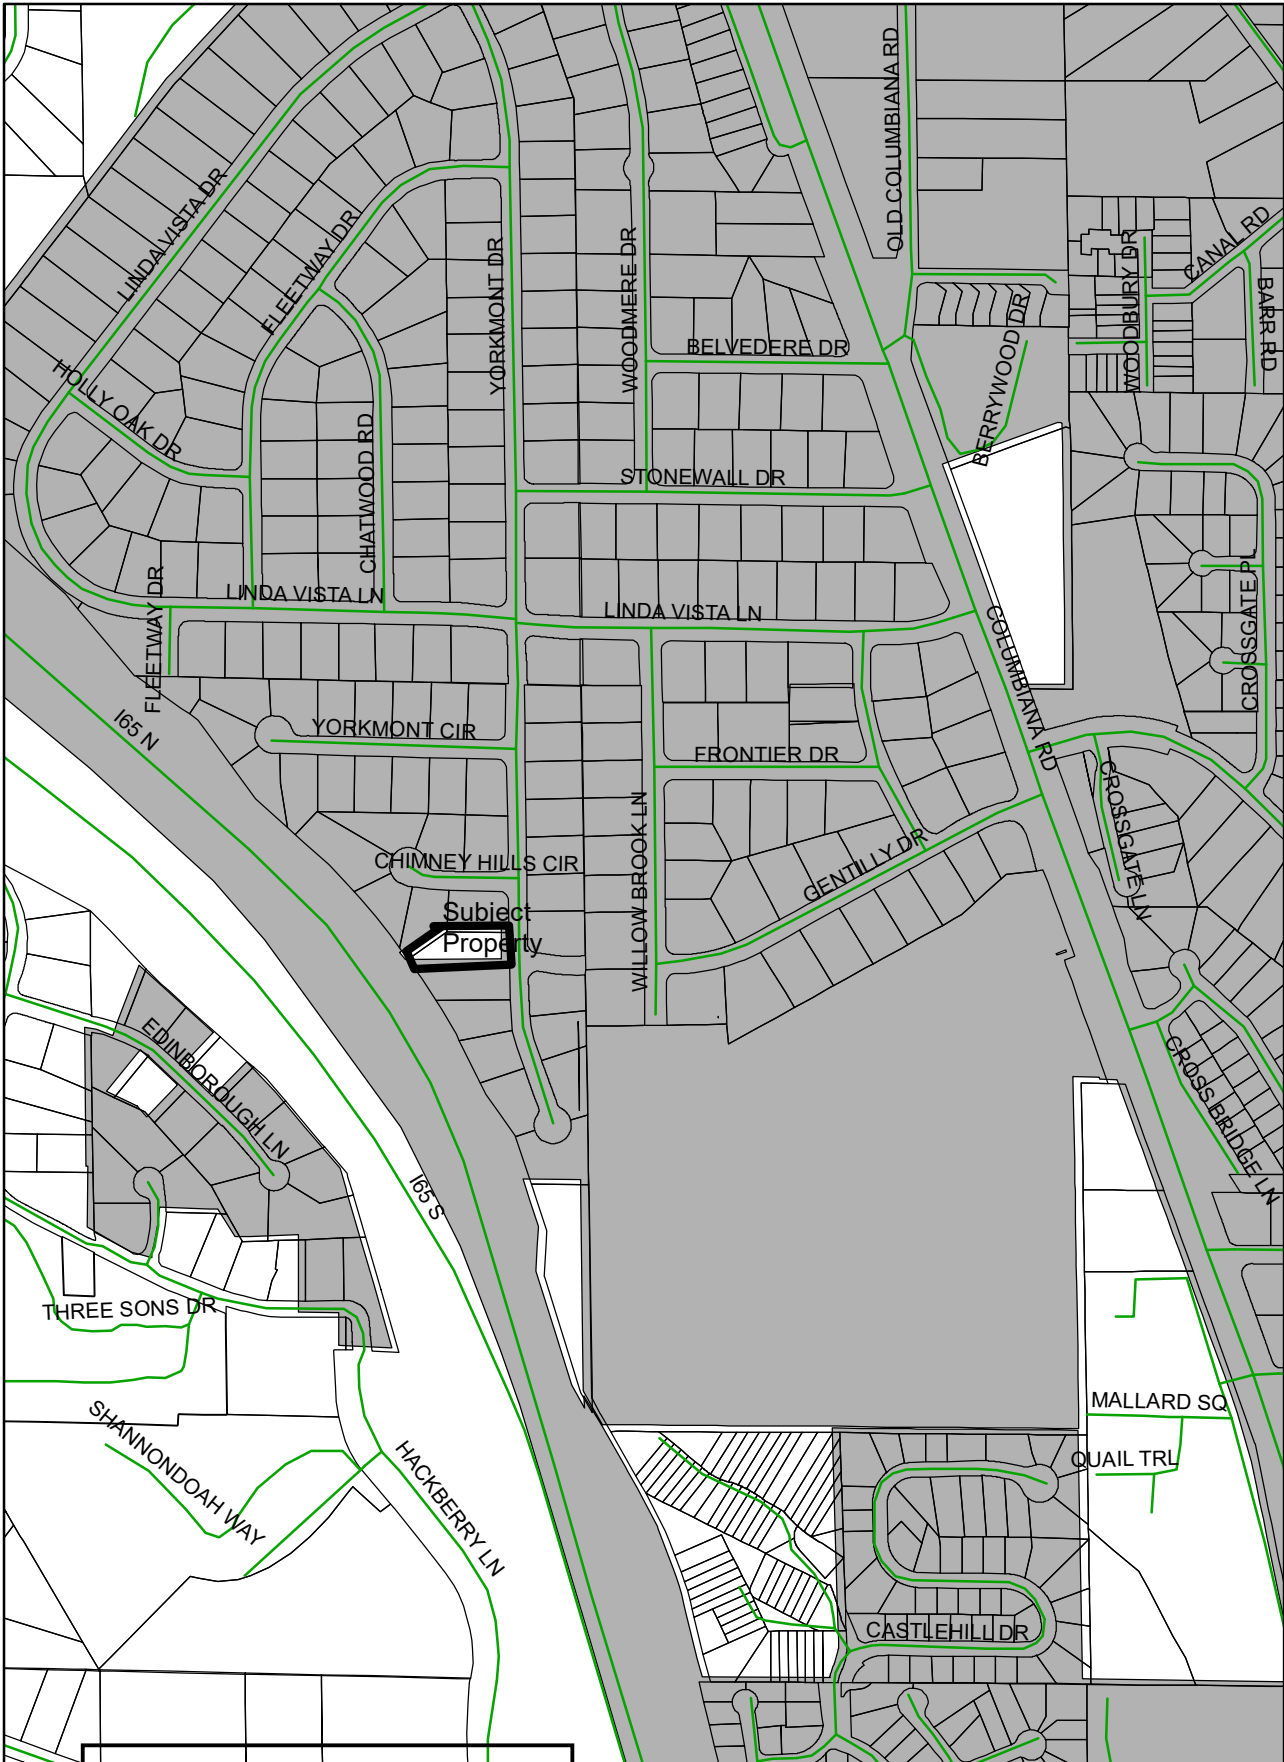 OLD COLUMBIANA RD
LINDA VISTA DR
FLEETWAY DR
YORKMONT DR
WOODMERE DR
WOODBURY DR
CANAL RD
BARR RD
BERRYWOOD DR
BELVEDERE DR
HOLLY OAK DR
CHATWOOD RD
STONEWALL DR
CROSSGATE PL
FLEETWAY DR
LINDA VISTA LN
LINDA VISTA LN
COLUMBIANA RD
I65 N
YORKMONT CIR
FRONTIER DR
CROSSGATE LN
CHIMNEY HILLS CIR
WILLOW BROOK LN
GENTILLY DR
Subject
Property
EDINBOROUGH LN
CROSS BRIDGE LN
I65 S
THREE SONS DR
MALLARD SQ
SHANNONDOAH WAY
HACKBERRY LN
QUAIL TRL
CASTLEHILL DR